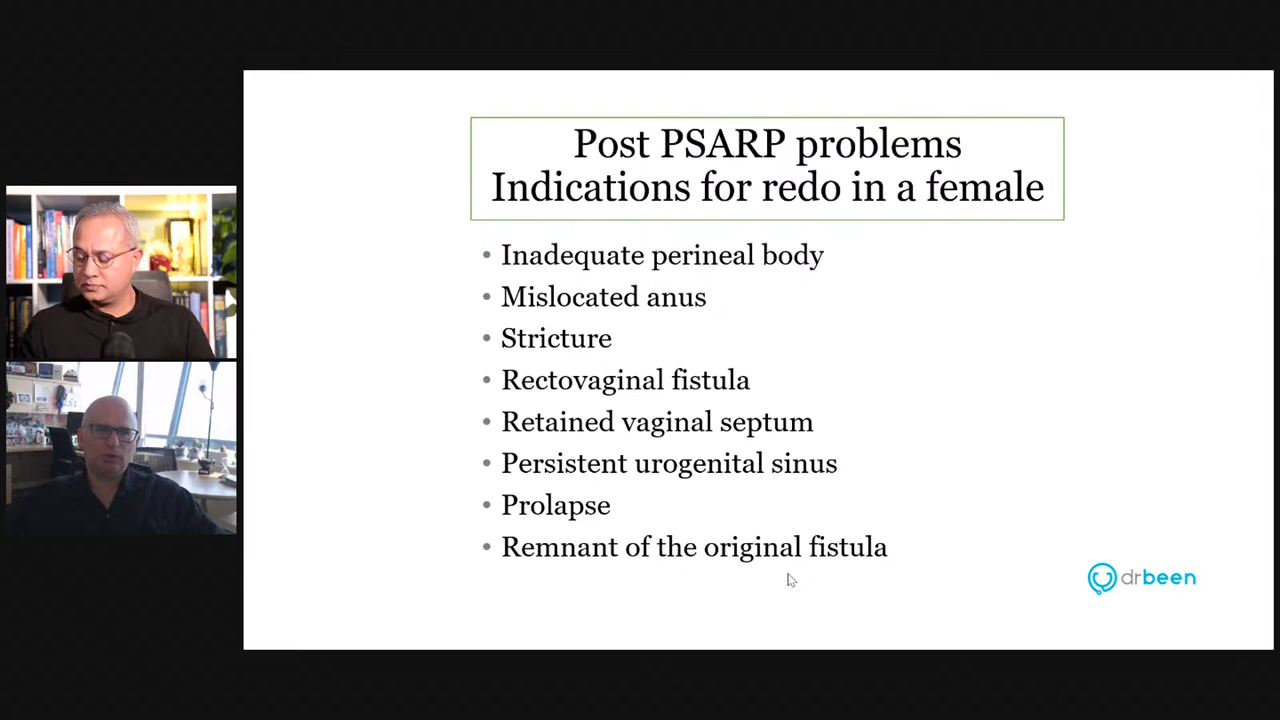 Post PSARP problems
Indications for redo in a female
• Inadequate perineal body
• Mislocated anus
• Stricture
• Rectovaginal fistula
• Retained vaginal septum
• Persistent urogenital sinus
• Prolapse
• Remnant of the original fistula
drbeen